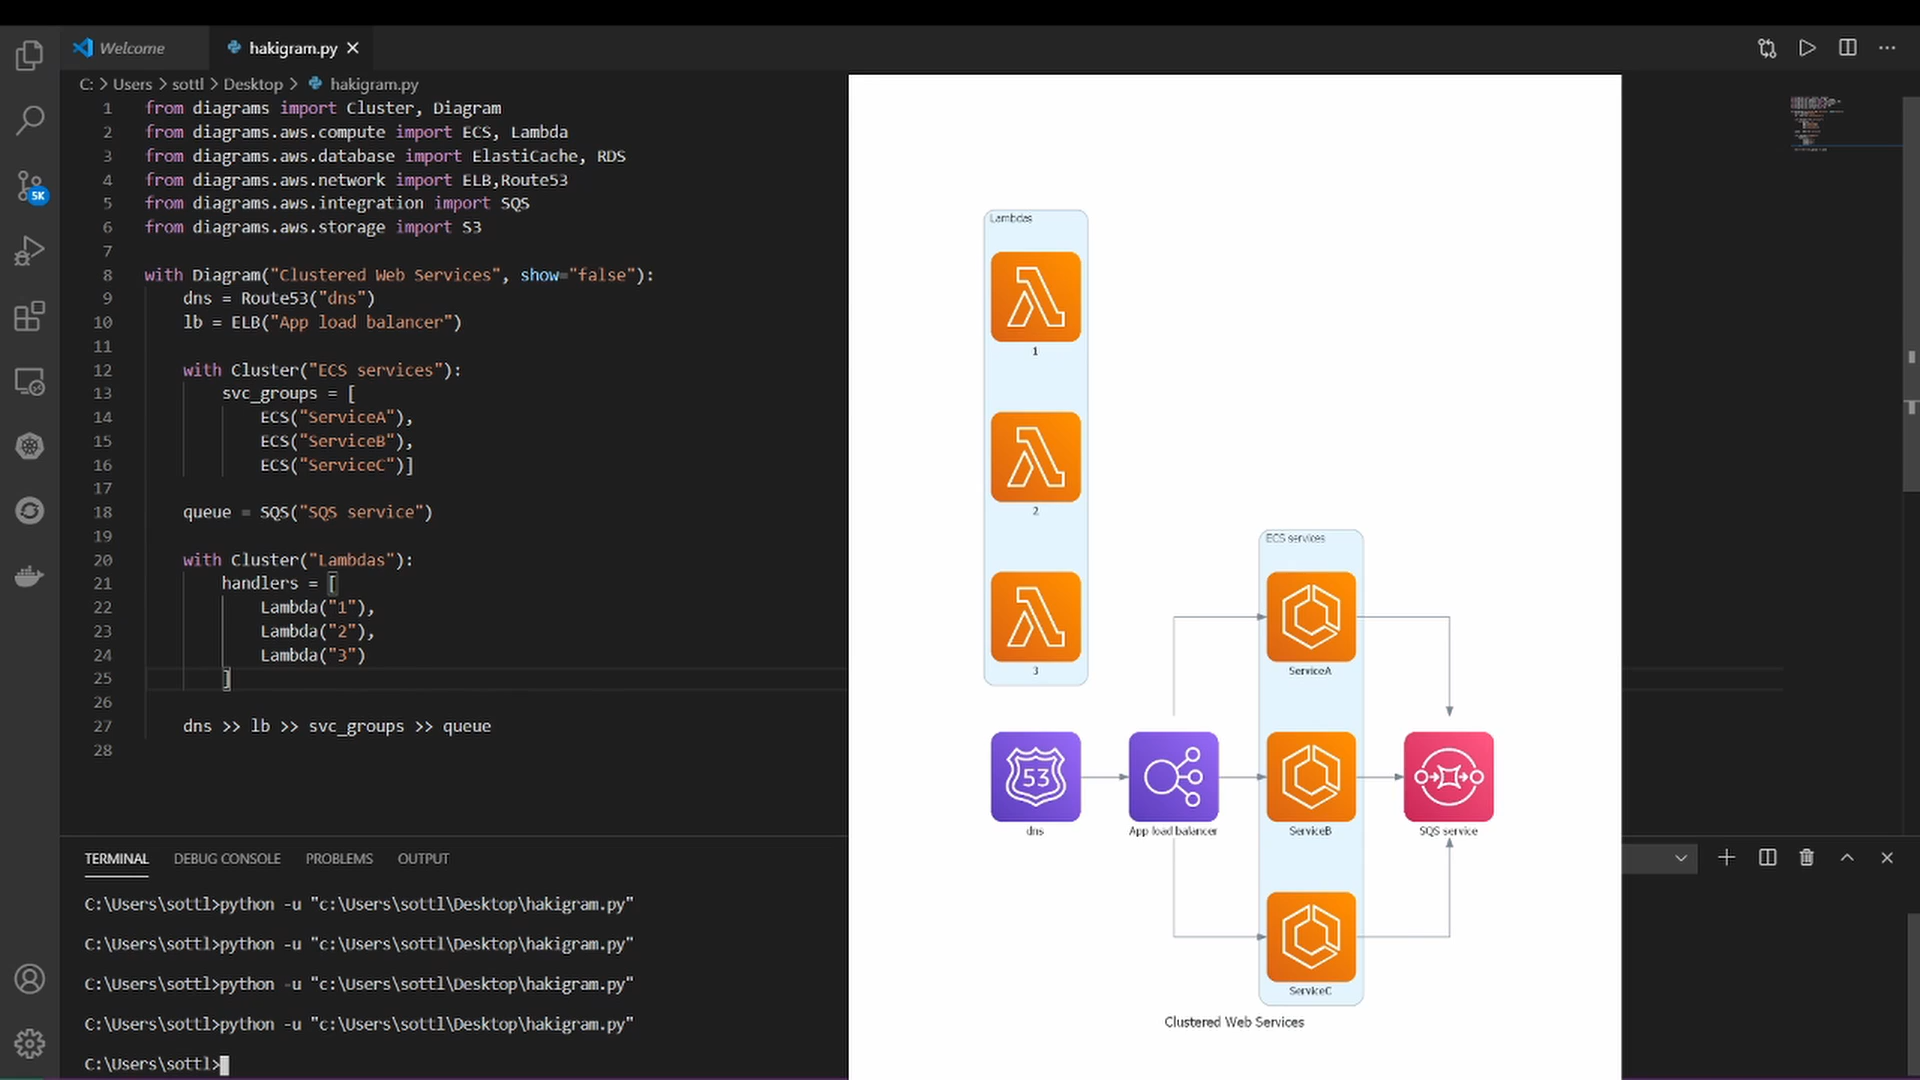 Welcome
hakigram.py
C: > Users > sottl > Desktop > hakigram.py
1 from diagrams import Cluster, Diagram
2 from diagrams.aws.compute import ECS, Lambda
3 from diagrams.aws.database import ElastiCache, RDS
4 from diagrams.aws.network import ELB,Route53
5 from diagrams.aws.integration import SQS
6 from diagrams.aws.storage import S3
7
8 with Diagram("Clustered Web Services", show="false"):
9 dns = Route53("dns")
10 lb = ELB("App load balancer")
11
12 with Cluster("ECS services"):
13 svc_groups = [
14 ECS("ServiceA"),
15 ECS("ServiceB"),
16 ECS("ServiceC")]
17
18 queue = SQS("SQS service")
19
20 with Cluster("Lambdas"):
21 handlers = [
22 Lambda("1"),
23 Lambda("2"),
24 Lambda("3")
25 ]
26
27 dns >> lb >> svc_groups >> queue
28
5K
Lambdas
1
2
3
ECS services
ServiceA
53
dns
App load balancer
ServiceB
SQS service
ServiceC
Clustered Web Services
TERMINAL DEBUG CONSOLE PROBLEMS OUTPUT
C:\Users\sottl>python -u "c:\Users\sottl\Desktop\hakigram.py"
C:\Users\sottl>python -u "c:\Users\sottl\Desktop\hakigram.py"
C:\Users\sottl>python -u "c:\Users\sottl\Desktop\hakigram.py"
C:\Users\sottl>python -u "c:\Users\sottl\Desktop\hakigram.py"
C:\Users\sottl>